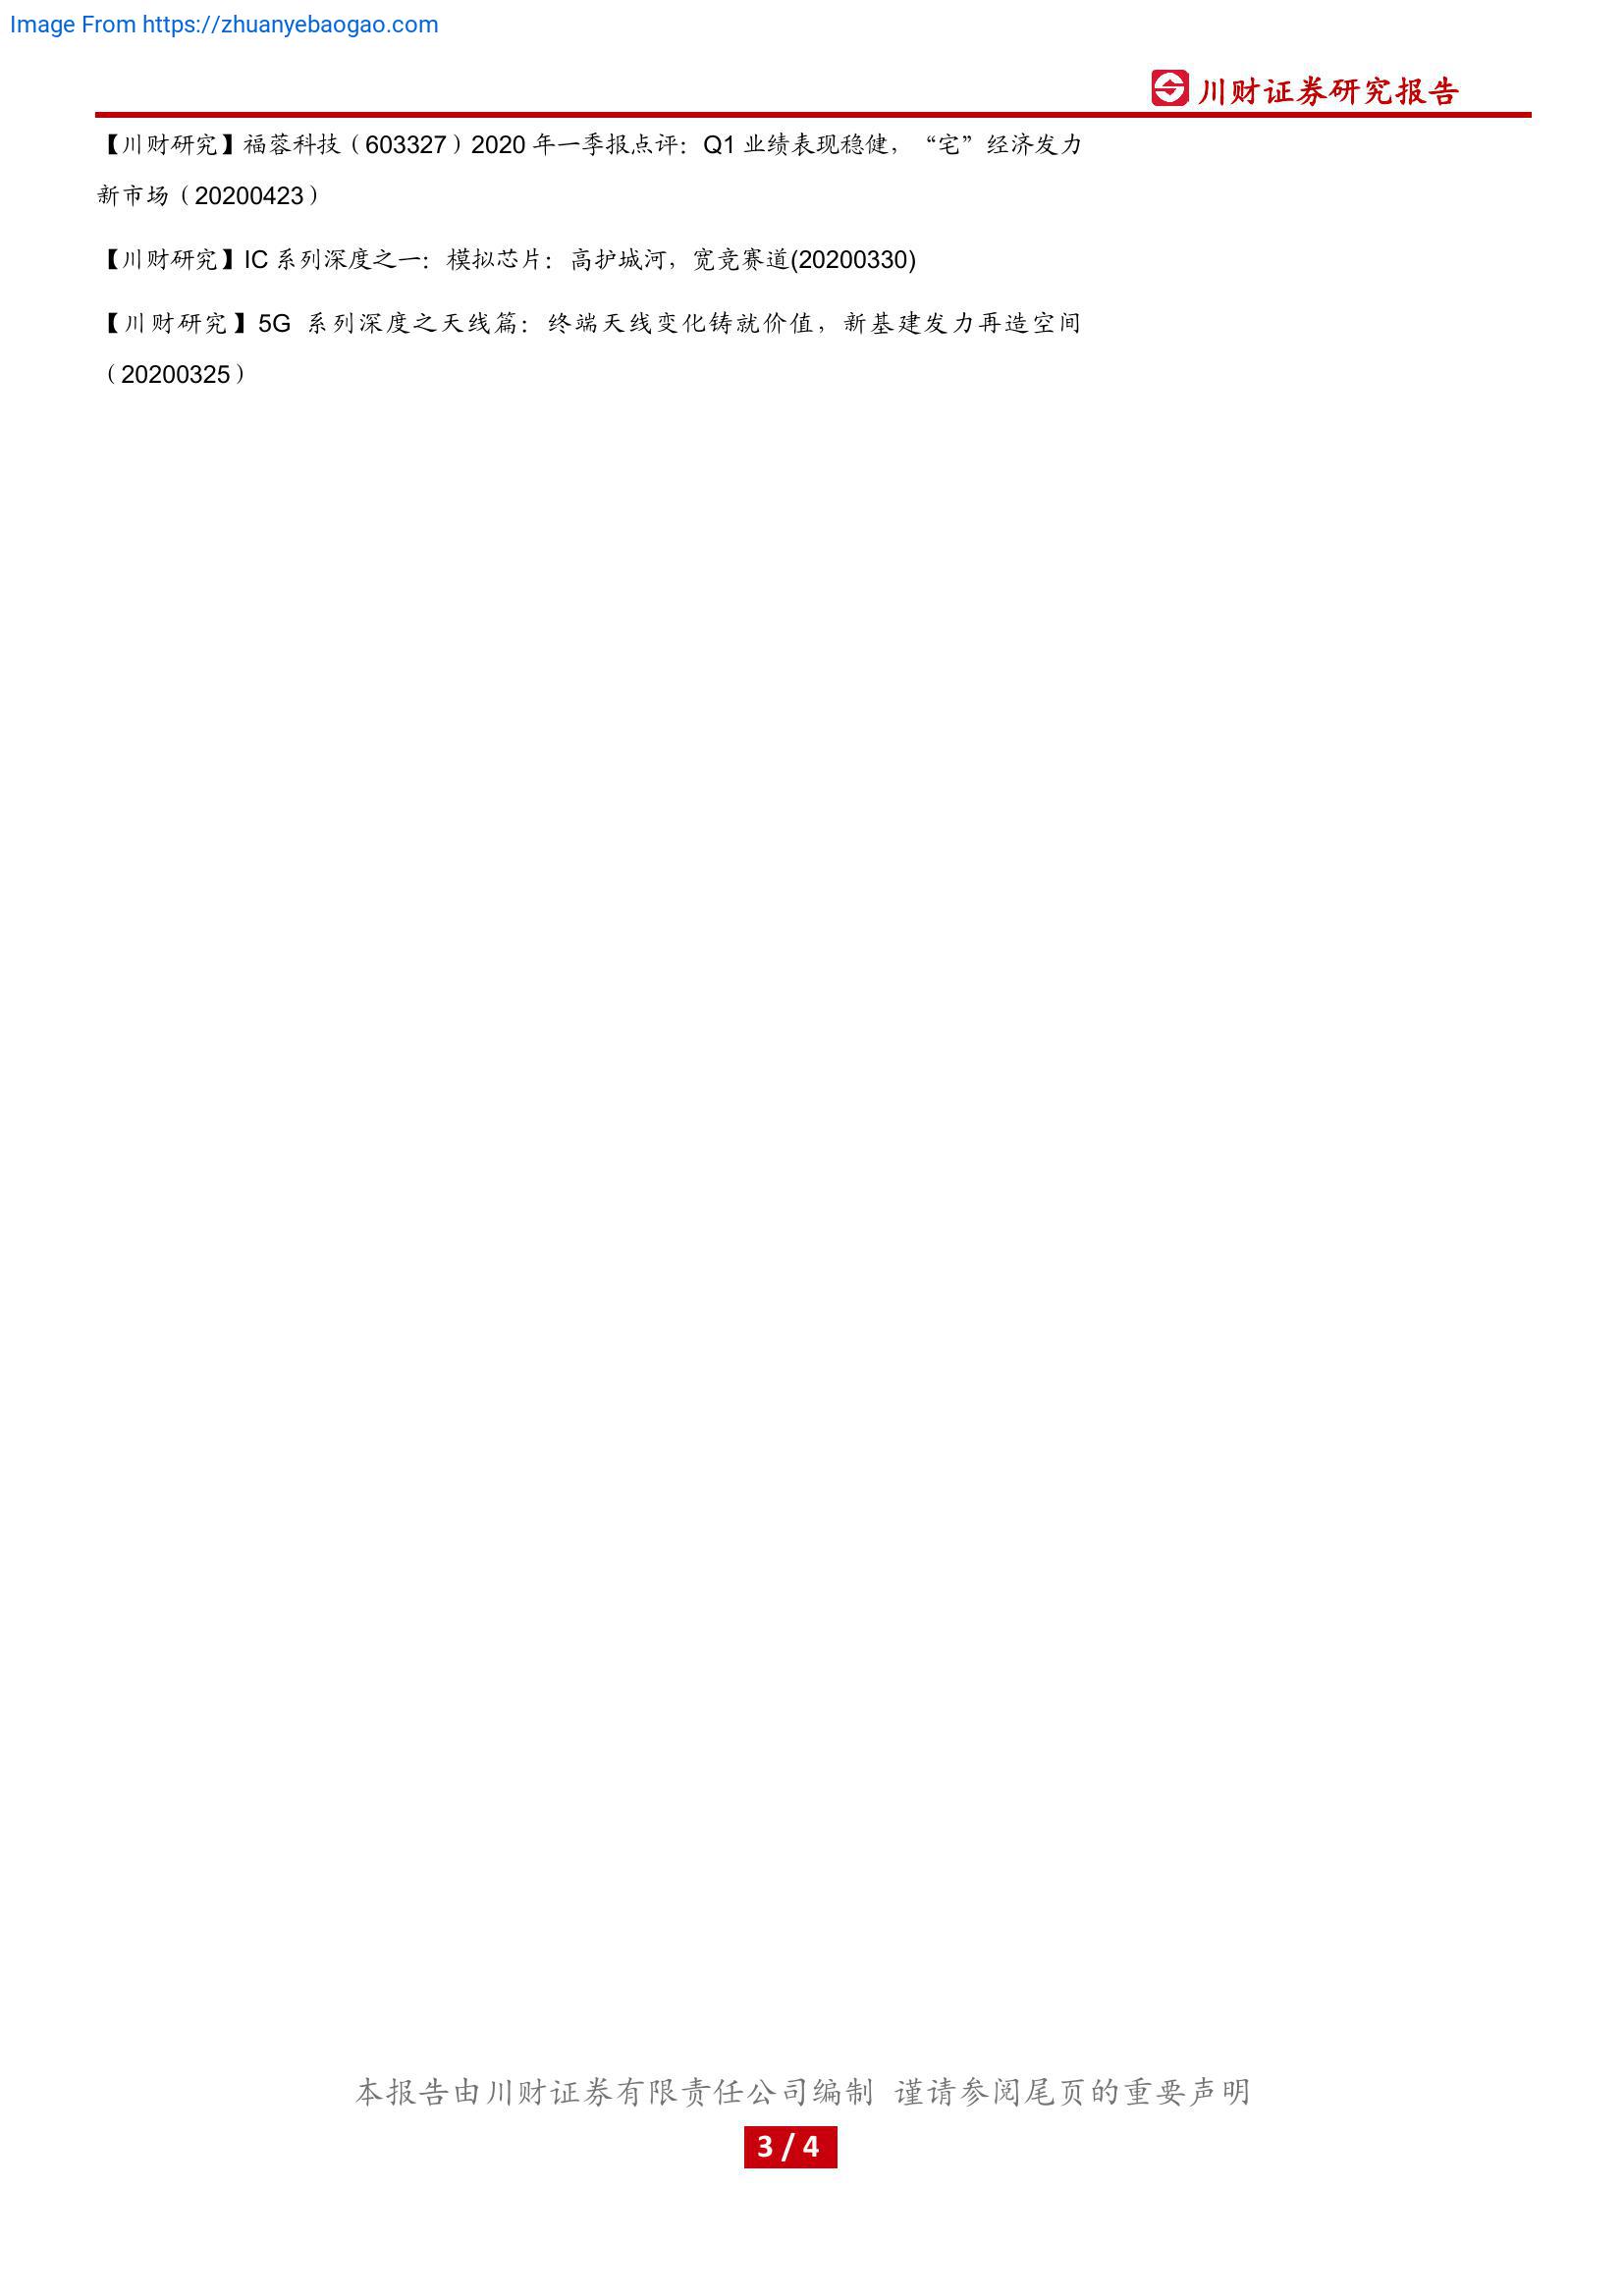 Image From https://zhuanyebaogao.com
川财证券研究报告
【川财研究】福蓉科技（603327）2020 年一季报点评：Q1 业绩表现稳健，“宅”经济发力
新市场（20200423）
【川财研究】IC 系列深度之一：模拟芯片：高护城河，宽竞赛道(20200330)
【川财研究】5G 系列深度之天线篇：终端天线变化铸就价值，新基建发力再造空间
（20200325）
本报告由川财证券有限责任公司编制 谨请参阅尾页的重要声明
3 / 4